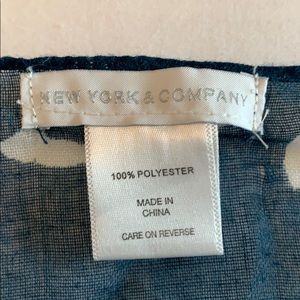 NEW YORK & COMPANY
100% POLYESTER
MADE IN
CHINA
CARE ON REVERSE